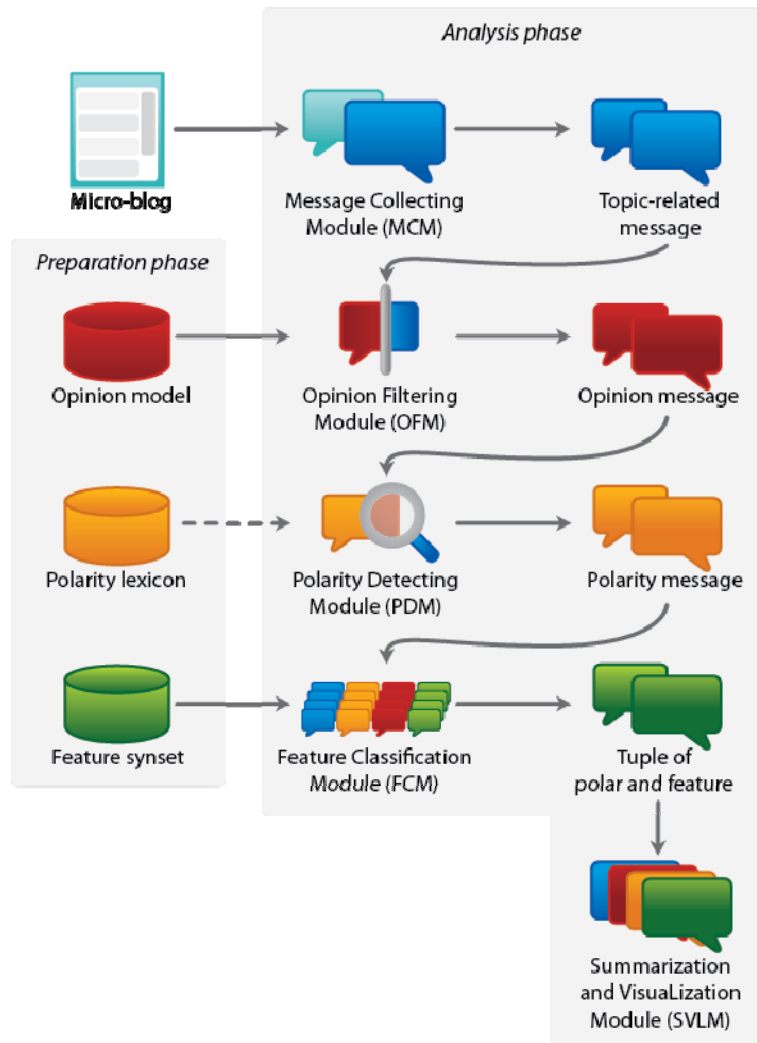 Analysis phase
Micro-blog
Message Collecting
Module (MCM)
Topic-related
message
Preparation phase
Opinion model
Opinion Filtering
Module (OFM)
Opinion message
Polarity lexicon
Polarity Detecting
Module (PDM)
Polarity message
Feature synset
Feature Classification
Module (FCM)
Tuple of
polar and feature
Summarization
and VisuaLization
Module (SVLM)